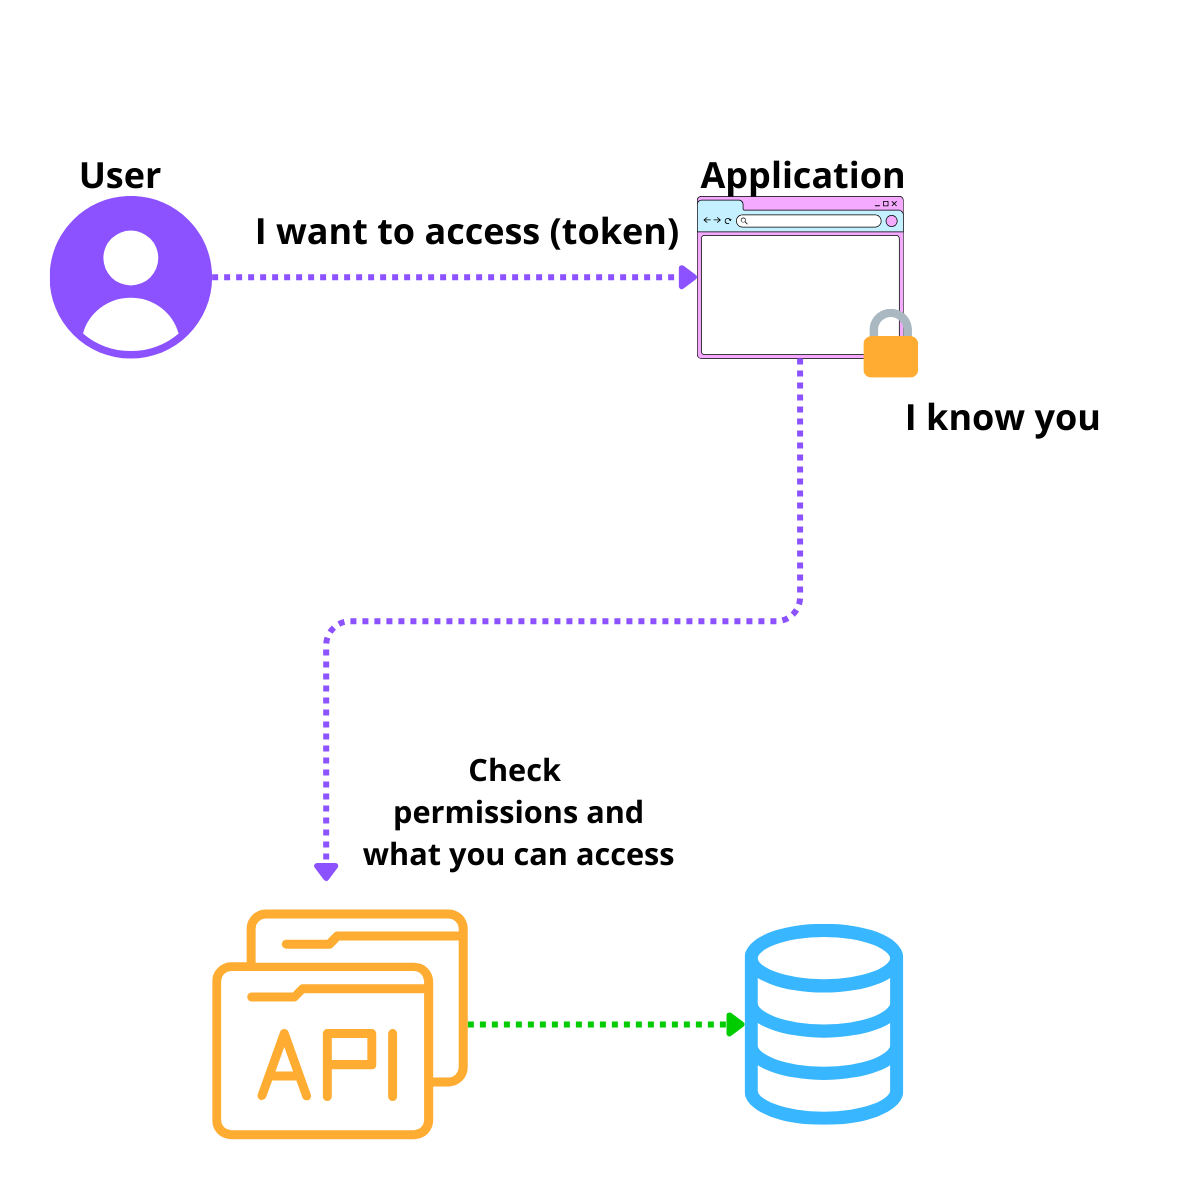 User
Application
I want to access (token)
I know you
Check
permissions and
what you can access
API